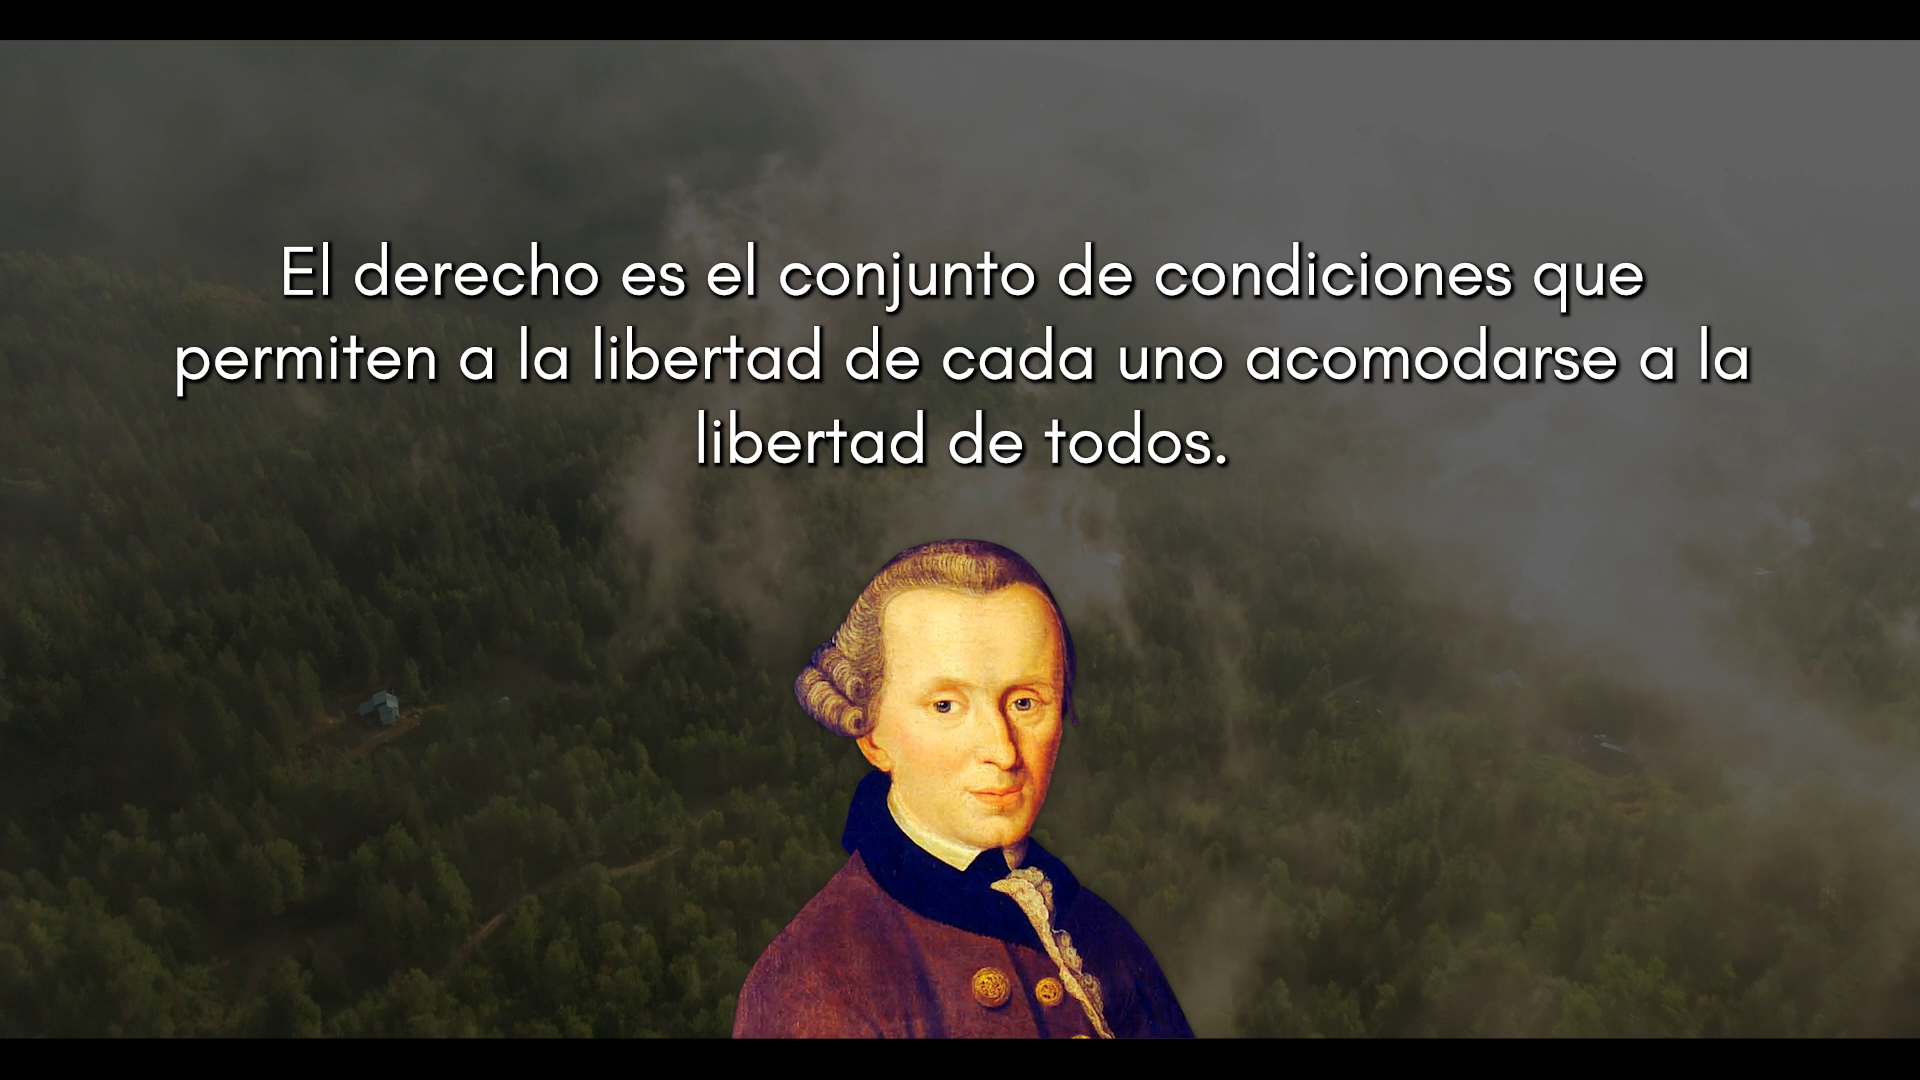 El derecho es el conjunto de condiciones que
permiten a la libertad de cada uno acomodarse a la
libertad de todos.